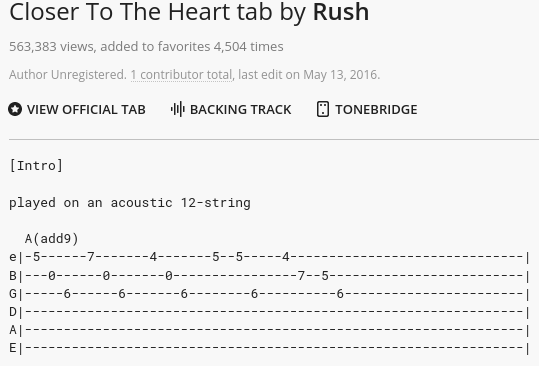 Closer To The Heart tab by Rush
563,383 views, added to favorites 4,504 times
Author Unregistered. 1 contributor total, last edit on May 13, 2016.
VIEW OFFICIAL TAB BACKING TRACK TONEBRIDGE
[Intro]
played on an acoustic 12-string
A(add9)
e|-5------7-------4-------5--5-----4------------------------------|
B|---0------0-------0----------------7--5-------------------------|
G|-----6------6-------6--------6----------6-----------------------|
D|----------------------------------------------------------------|
A|----------------------------------------------------------------|
E|----------------------------------------------------------------|